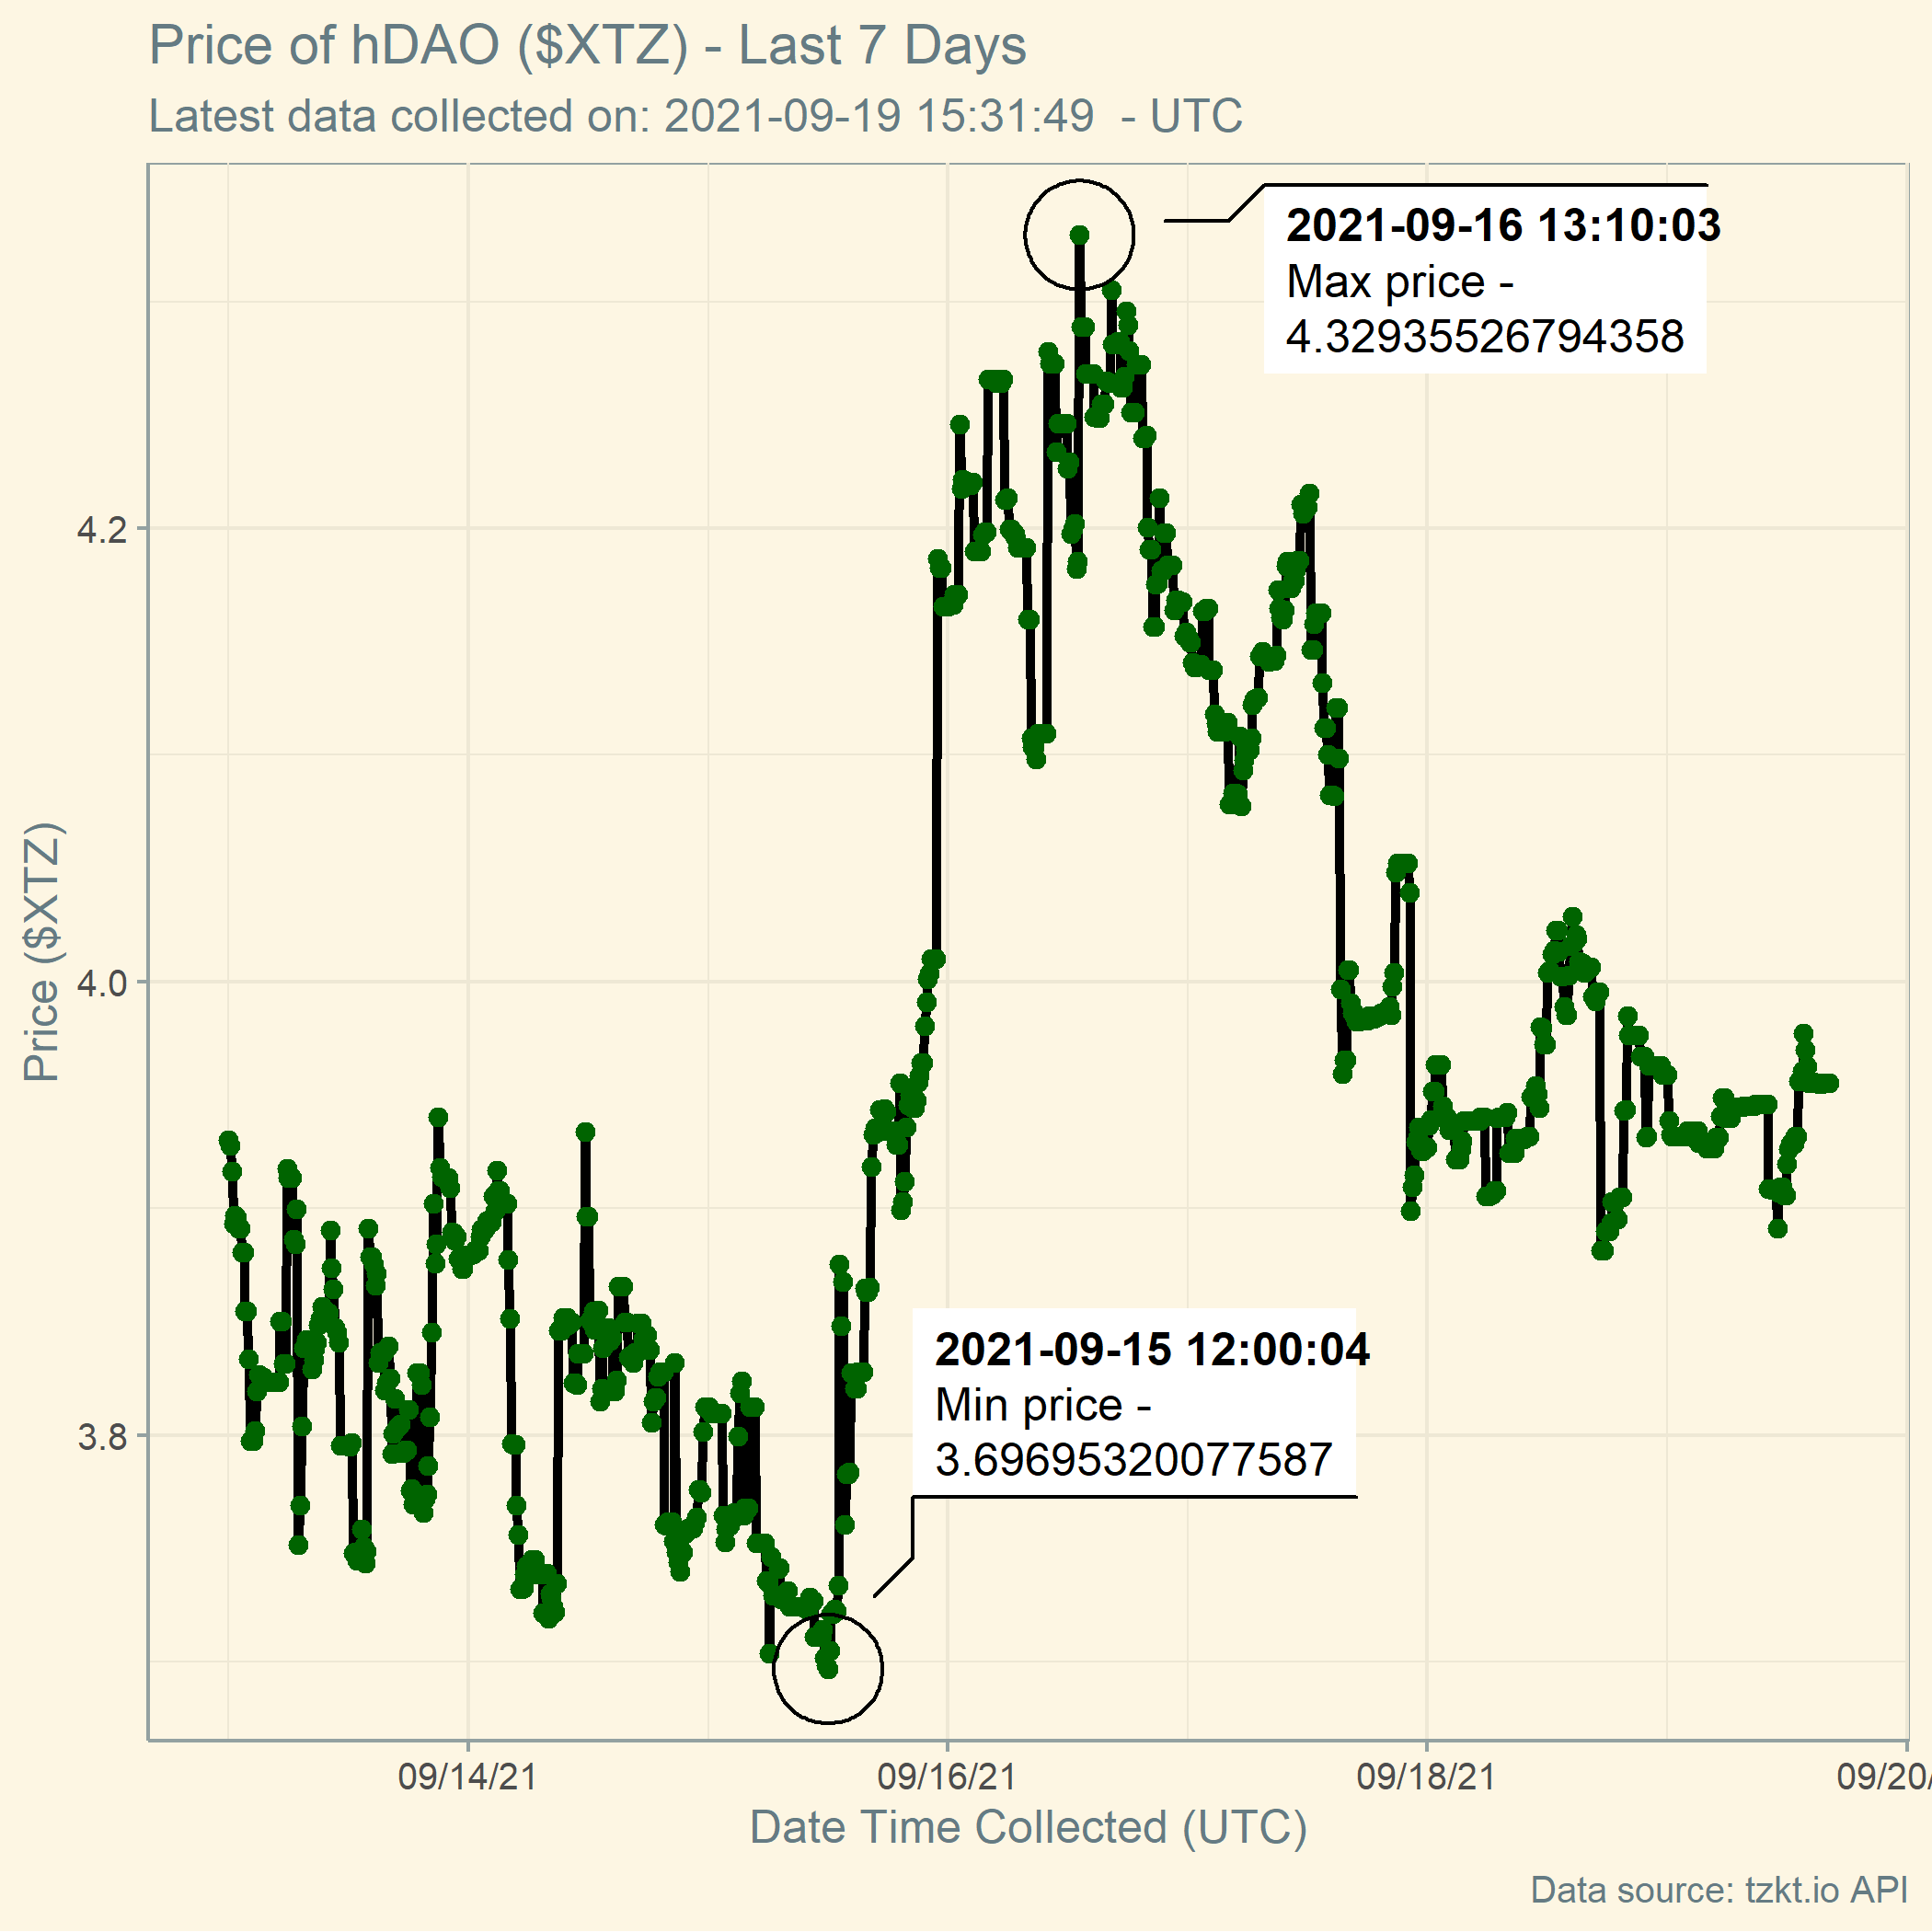 Price of hDAO ($XTZ) - Last 7 Days
Latest data collected on: 2021-09-19 15:31:49  - UTC
2021-09-16 13:10:03
Max price -
4.32935526794358
4.2
4.0
3.8
Price ($XTZ)
2021-09-15 12:00:04
Min price -
3.69695320077587
09/14/21
09/16/21
09/18/21
09/20/
Date Time Collected (UTC)
Data source: tzkt.io API